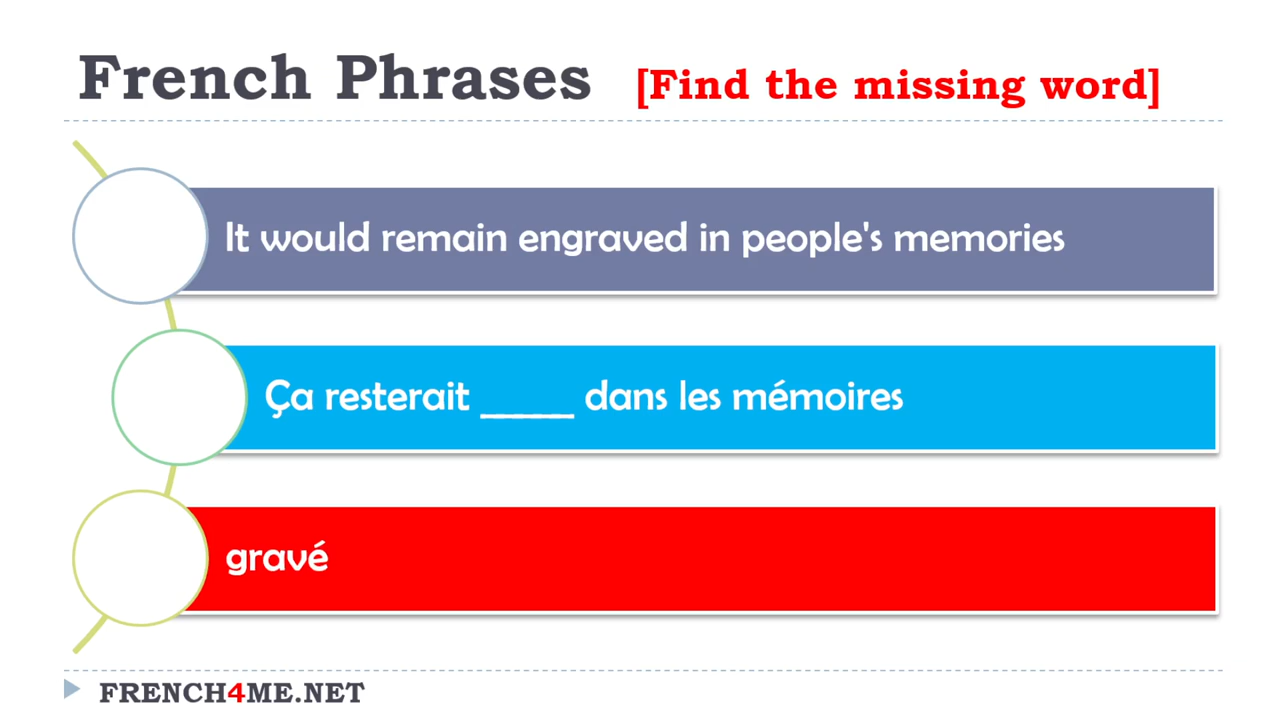 French Phrases [Find the missing word]
It would remain engraved in people's memories
Ça resterait _____ dans les mémoires
gravé
FRENCH4ME.NET